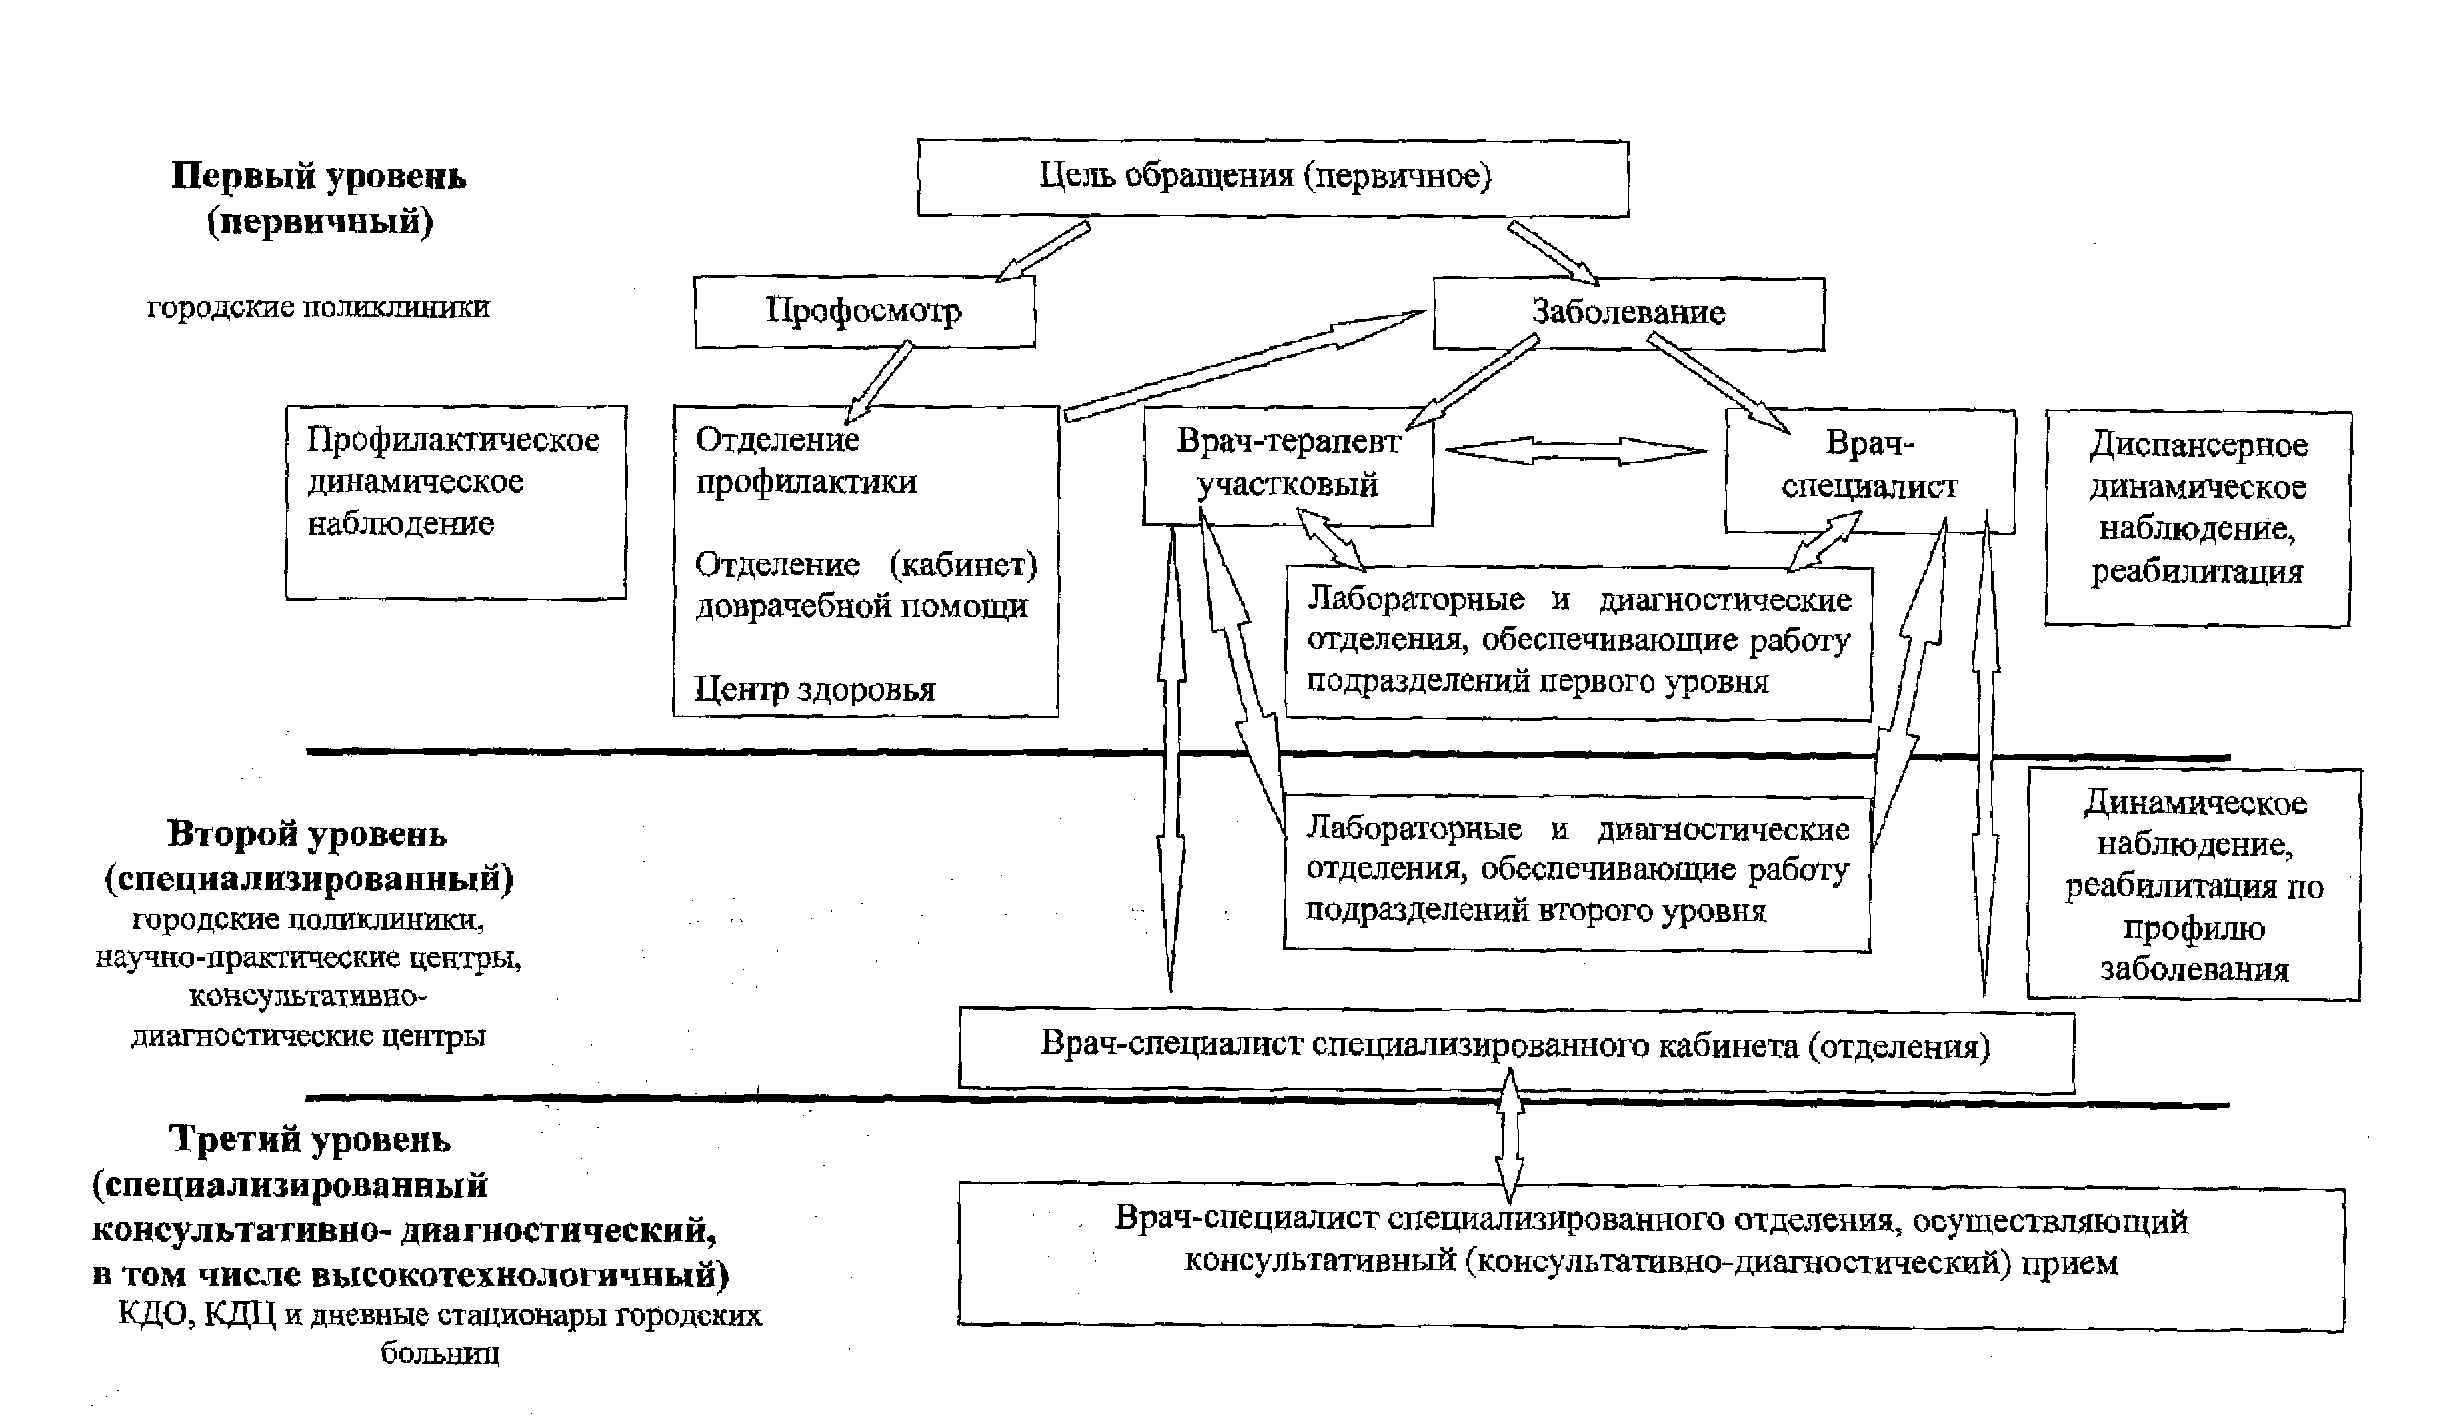 Первый уровень
(первичный)
городские поликлиники
Цель обращения (первичное)
Профосмотр
Заболевание
Профилактическое
динамическое
наблюдение
Отделение
профилактики
Отделение (кабинет)
доврачебной помощи
Центр здоровья
Врач-терапевт
участковый
Врач-
специалист
Диспансерное
динамическое
наблюдение,
реабилитация
Лабораторные и диагностические
отделения, обеспечивающие работу
подразделений первого уровня
Второй уровень
(специализированный)
городские поликлиники,
научно-практические центры,
консультативно-
диагностические центры
Лабораторные и диагностические
отделения, обеспечивающие работу
подразделений второго уровня
Динамическое
наблюдение,
реабилитация по
профилю
заболевания
Врач-специалист специализированного кабинета (отделения)
Третий уровень
(специализированный
консультативно- диагностический,
в том числе высокотехнологичный)
КДО, КДЦ и дневные стационары городских
больниц
Врач-специалист специализированного отделения, осуществляющий
консультативный (консультативно-диагностический) прием